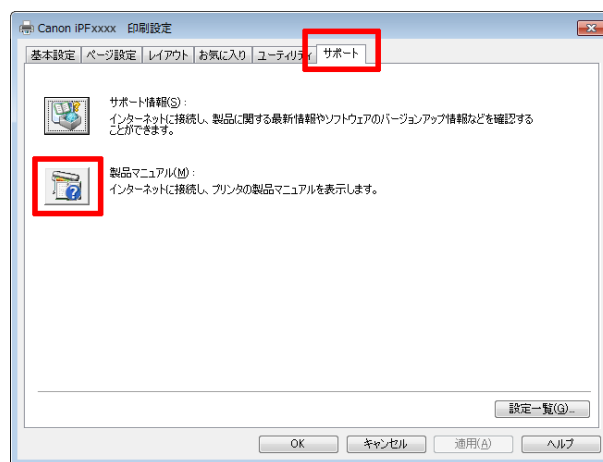 Canon iPFxxxx 印刷設定
基本設定 ページ設定 レイアウト お気に入り ユーティリティ サポート
サポート情報(S) :
インターネットに接続し、製品に関する最新情報やソフトウェアのバージョンアップ情報などを確認する
ことができます。
製品マニュアル(M) :
インターネットに接続し、プリンタの製品マニュアルを表示します。
設定一覧(G)...
OK キャンセル 適用(A) ヘルプ